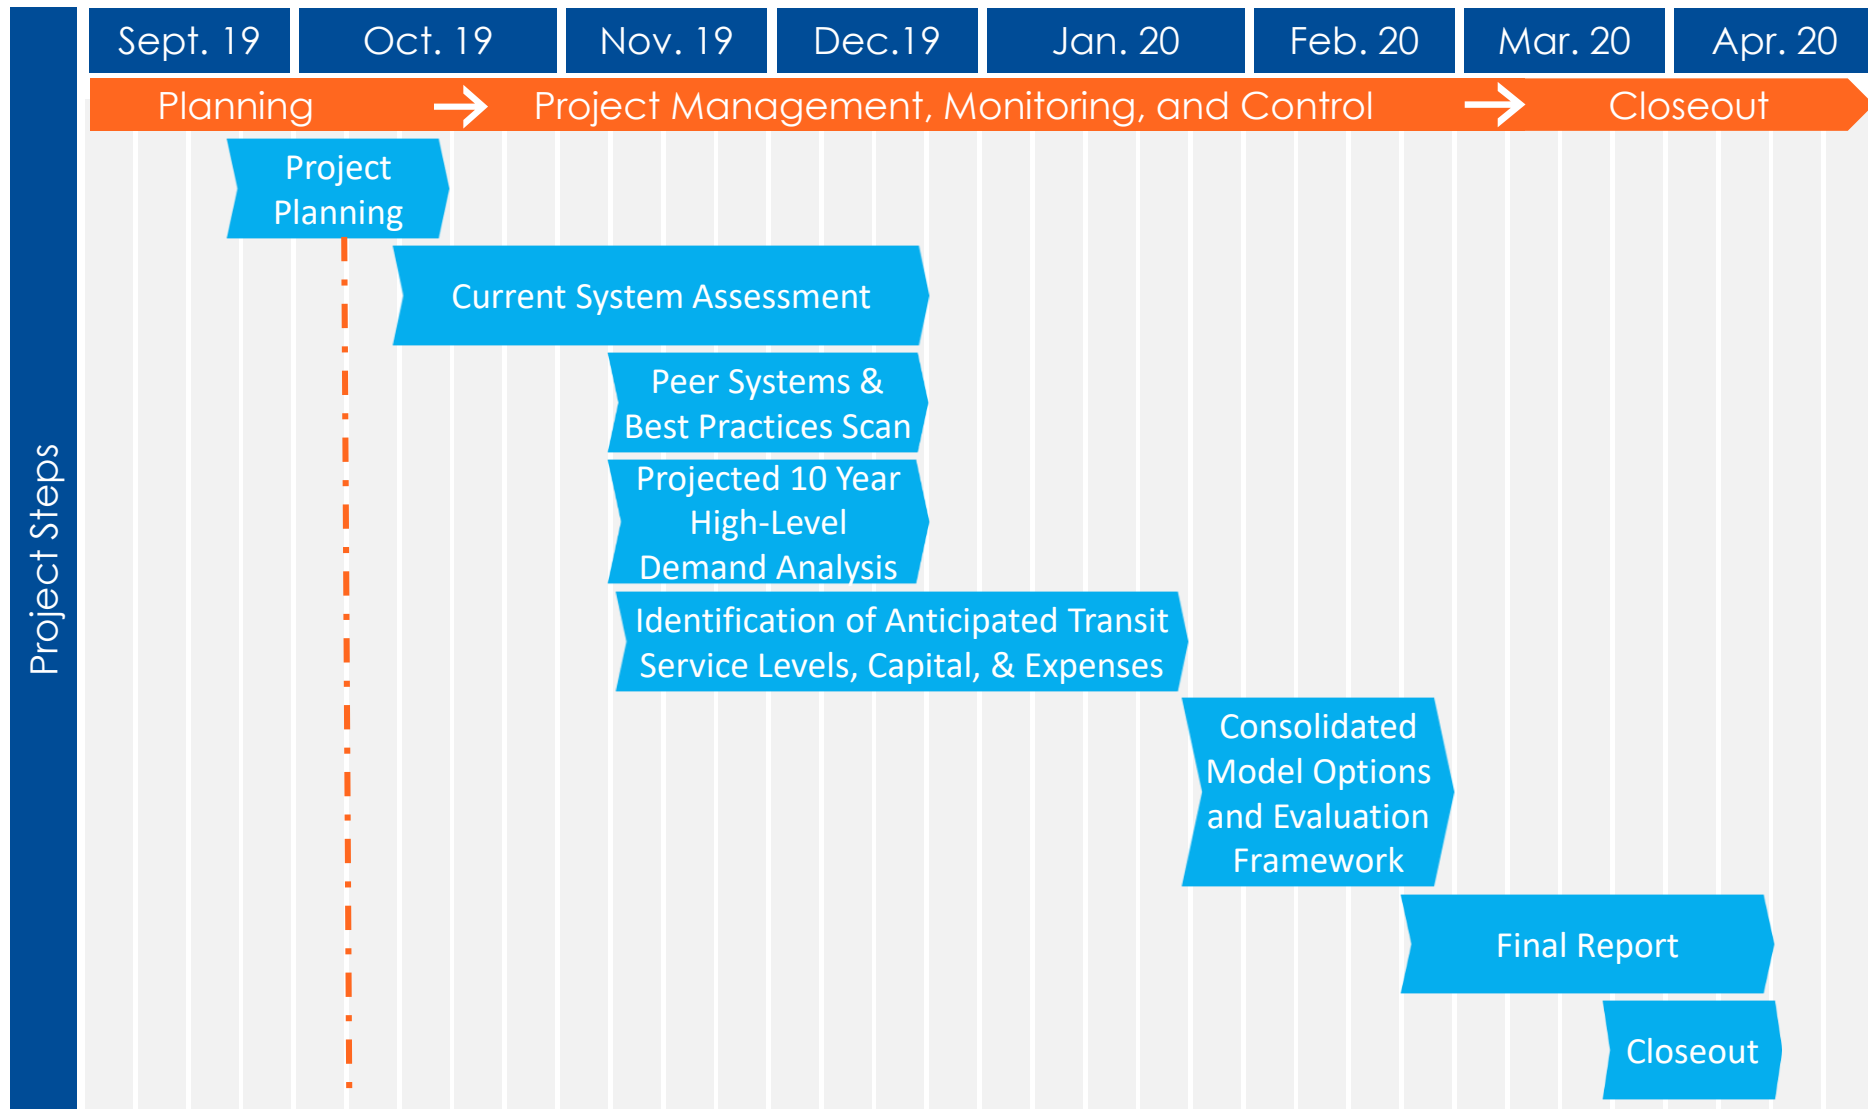 Sept. 19
Oct. 19
Nov. 19
Dec.19
Jan. 20
Feb. 20
Mar. 20
Apr. 20
Planning → Project Management, Monitoring, and Control → Closeout
Project Steps
Project
Planning
Current System Assessment
Peer Systems &
Best Practices Scan
Projected 10 Year
High-Level
Demand Analysis
Identification of Anticipated Transit
Service Levels, Capital, & Expenses
Consolidated
Model Options
and Evaluation
Framework
Final Report
Closeout